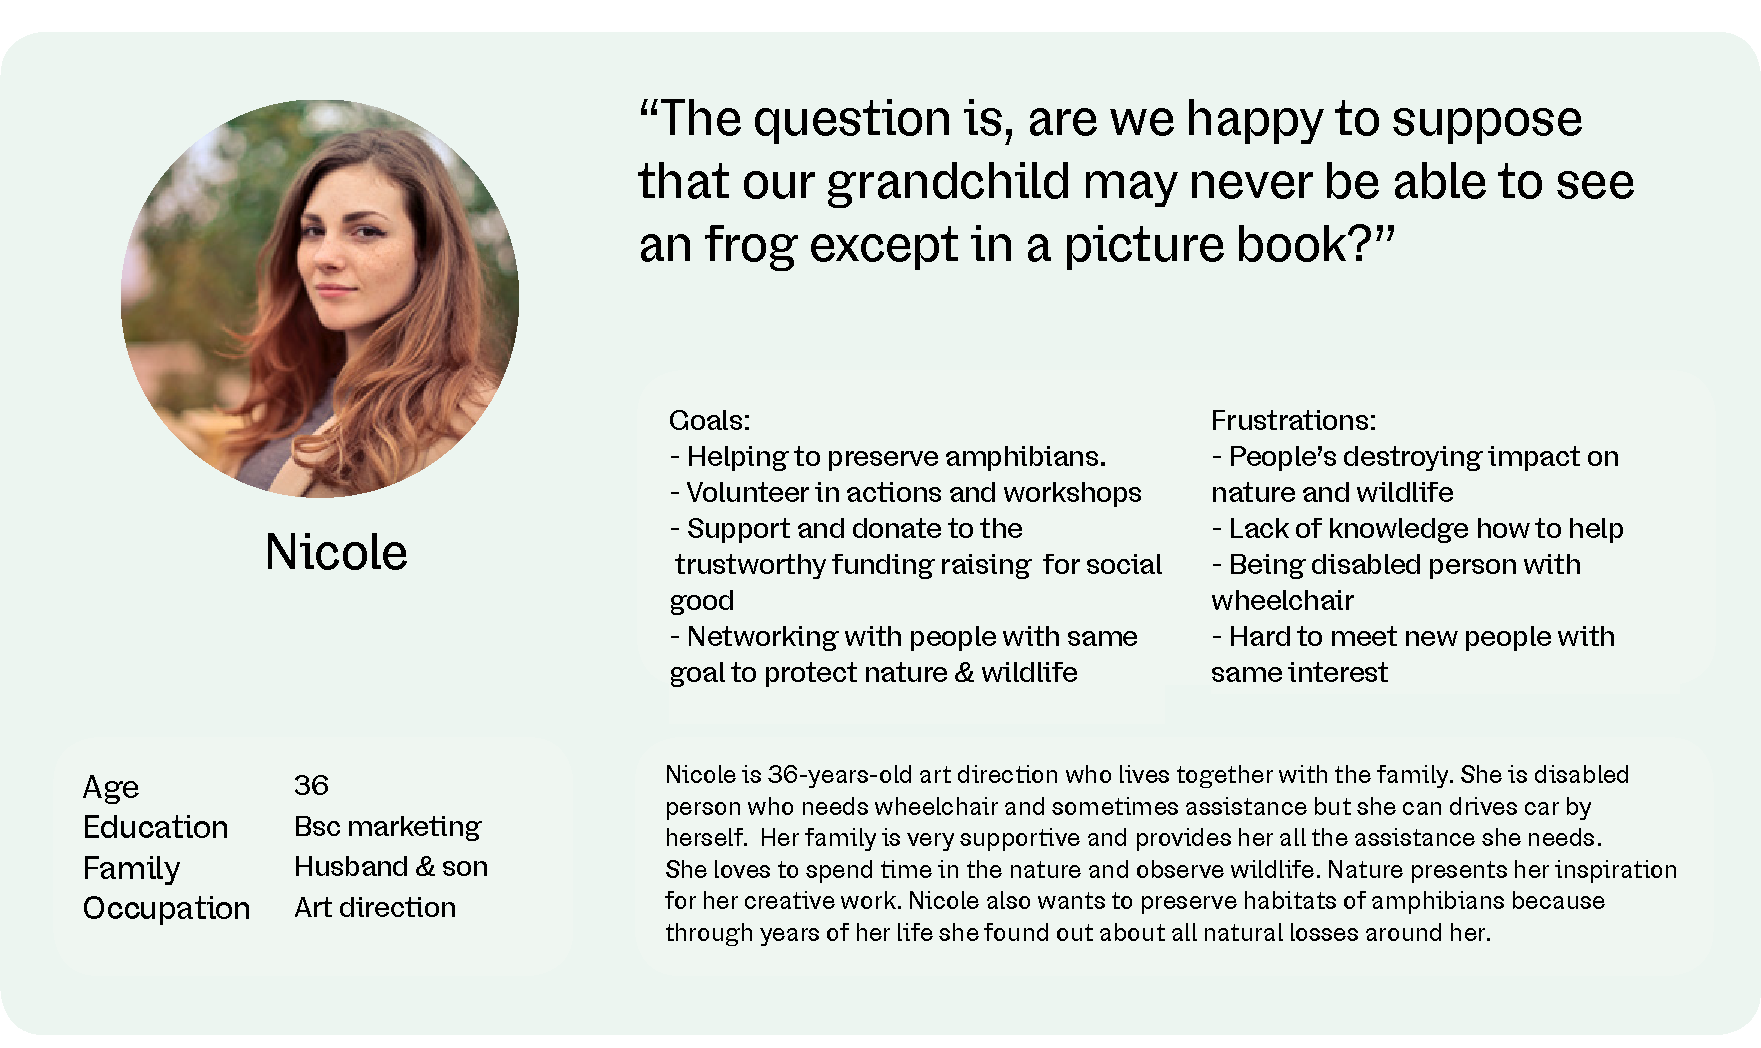 “The question is, are we happy to suppose
that our grandchild may never be able to see
an frog except in a picture book?”
Nicole
Goals:
- Helping to preserve amphibians.
- Volunteer in actions and workshops
- Support and donate to the
trustworthy funding raising  for social
good
- Networking with people with same
goal to protect nature & wildlife
Frustrations:
- People’s destroying impact on
nature and wildlife
- Lack of knowledge how to help
- Being disabled person with
wheelchair
- Hard to meet new people with
same interest
Age 36
Education Bsc marketing
Family Husband & son
Occupation Art direction
Nicole is 36-years-old art direction who lives together with the family. She is disabled
person who needs wheelchair and sometimes assistance but she can drives car by
herself.  Her family is very supportive and provides her all the assistance she needs.
She loves to spend time in the nature and observe wildlife. Nature presents her inspiration
for her creative work. Nicole also wants to preserve habitats of amphibians because
through years of her life she found out about all natural losses around her.